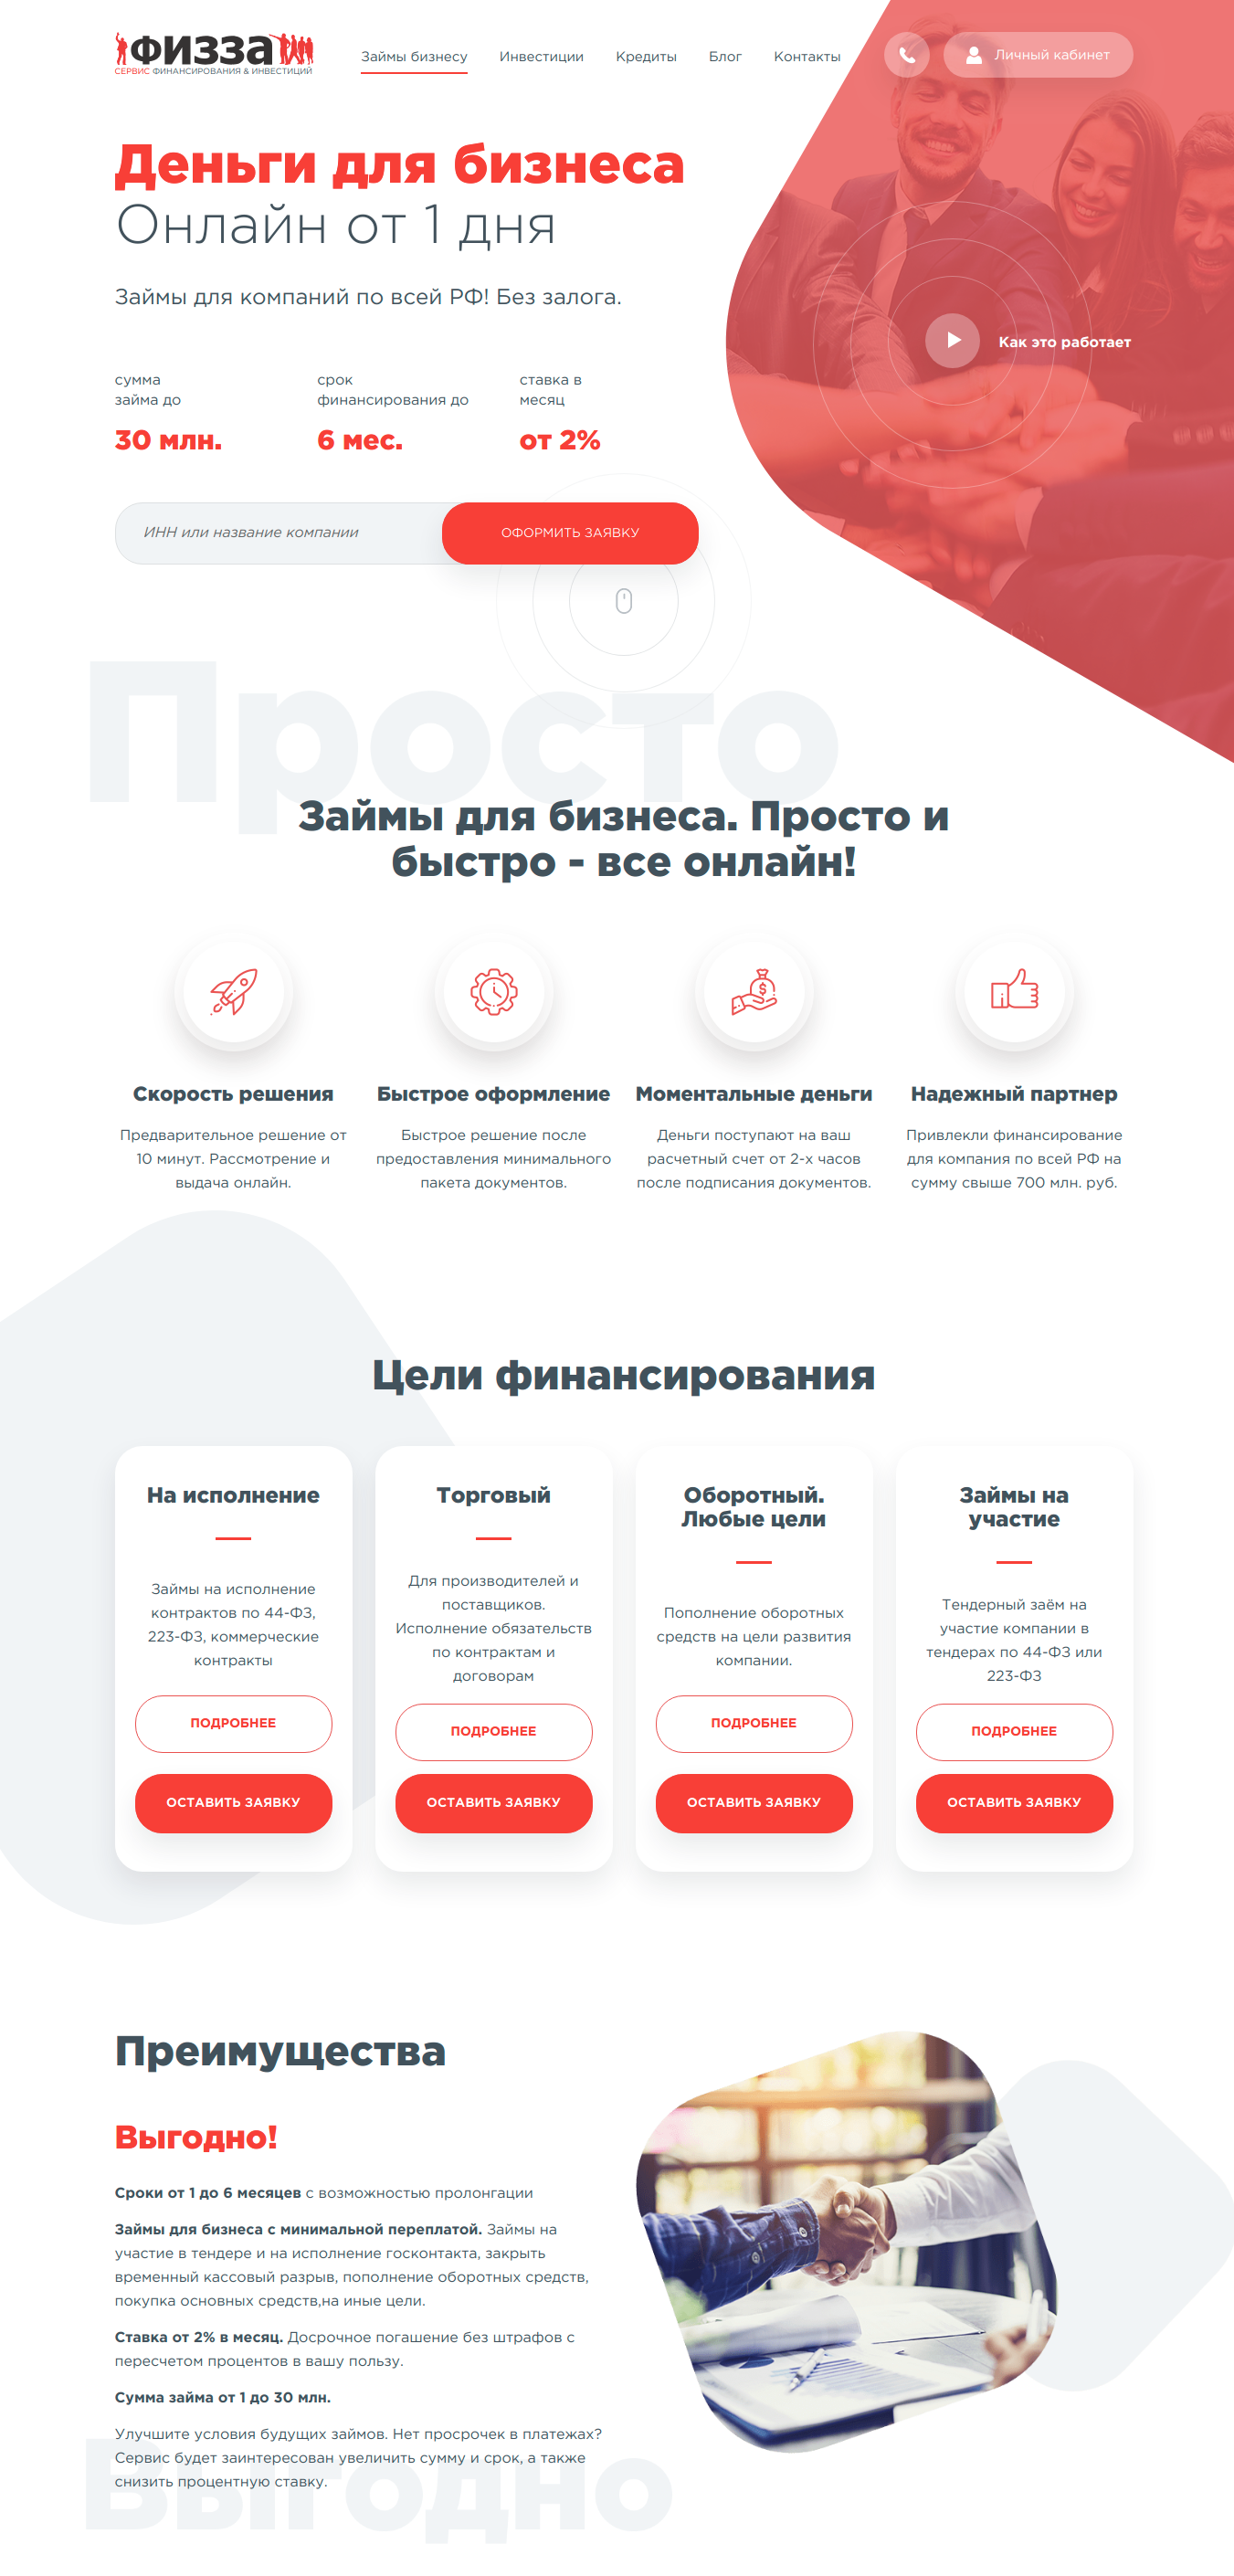 Физза
СЕРВИС ФИНАНСИРОВАНИЯ & ИНВЕСТИЦИЙ
Займы бизнесу
Инвестиции
Кредиты
Блог
Контакты
Личный кабинет
Деньги для бизнеса
Онлайн от 1 дня
Займы для компаний по всей РФ! Без залога.
Как это работает
сумма
займа до
30 млн.
срок
финансирования до
6 мес.
ставка в
месяц
от 2%
ИНН или название компании
ОФОРМИТЬ ЗАЯВКУ
Просто
Займы для бизнеса. Просто и
быстро - все онлайн!
Скорость решения
Предварительное решение от
10 минут. Рассмотрение и
выдача онлайн.
Быстрое оформление
Быстрое решение после
предоставления минимального
пакета документов.
Моментальные деньги
Деньги поступают на ваш
расчетный счет от 2-х часов
после подписания документов.
Надежный партнер
Привлекли финансирование
для компания по всей РФ на
сумму свыше 700 млн. руб.
Цели финансирования
На исполнение
Займы на исполнение
контрактов по 44-ФЗ,
223-ФЗ, коммерческие
контракты
ПОДРОБНЕЕ
ОСТАВИТЬ ЗАЯВКУ
Торговый
Для производителей и
поставщиков.
Исполнение обязательств
по контрактам и
договорам
ПОДРОБНЕЕ
ОСТАВИТЬ ЗАЯВКУ
Оборотный.
Любые цели
Пополнение оборотных
средств на цели развития
компании.
ПОДРОБНЕЕ
ОСТАВИТЬ ЗАЯВКУ
Займы на
участие
Тендерный заём на
участие компании в
тендерах по 44-ФЗ или
223-ФЗ
ПОДРОБНЕЕ
ОСТАВИТЬ ЗАЯВКУ
Преимущества
Выгодно!
Сроки от 1 до 6 месяцев с возможностью пролонгации
Займы для бизнеса с минимальной переплатой. Займы на
участие в тендере и на исполнение госконтакта, закрыть
временный кассовый разрыв, пополнение оборотных средств,
покупка основных средств,на иные цели.
Ставка от 2% в месяц. Досрочное погашение без штрафов с
пересчетом процентов в вашу пользу.
Сумма займа от 1 до 30 млн.
Улучшите условия будущих займов. Нет просрочек в платежах?
Сервис будет заинтересован увеличить сумму и срок, а также
снизить процентную ставку.
Выгодно